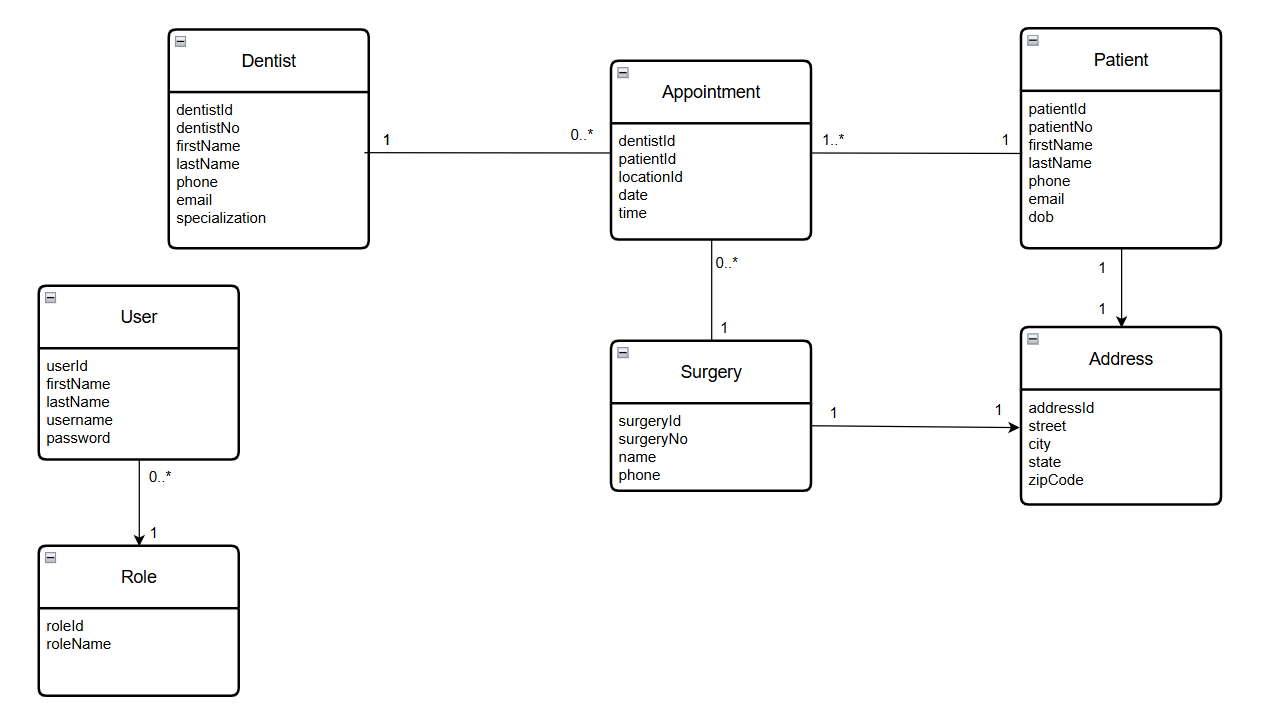 Dentist
dentistId
dentistNo
firstName
lastName
phone
email
specialization
1
0..*
Appointment
dentistId
patientId
locationId
date
time
1..*
1
Patient
patientId
patientNo
firstName
lastName
phone
email
dob
0..*
1
1
1
User
userId
firstName
lastName
username
password
0..*
1
Role
roleId
roleName
Surgery
surgeryId
surgeryNo
name
phone
1
1
Address
addressId
street
city
state
zipCode